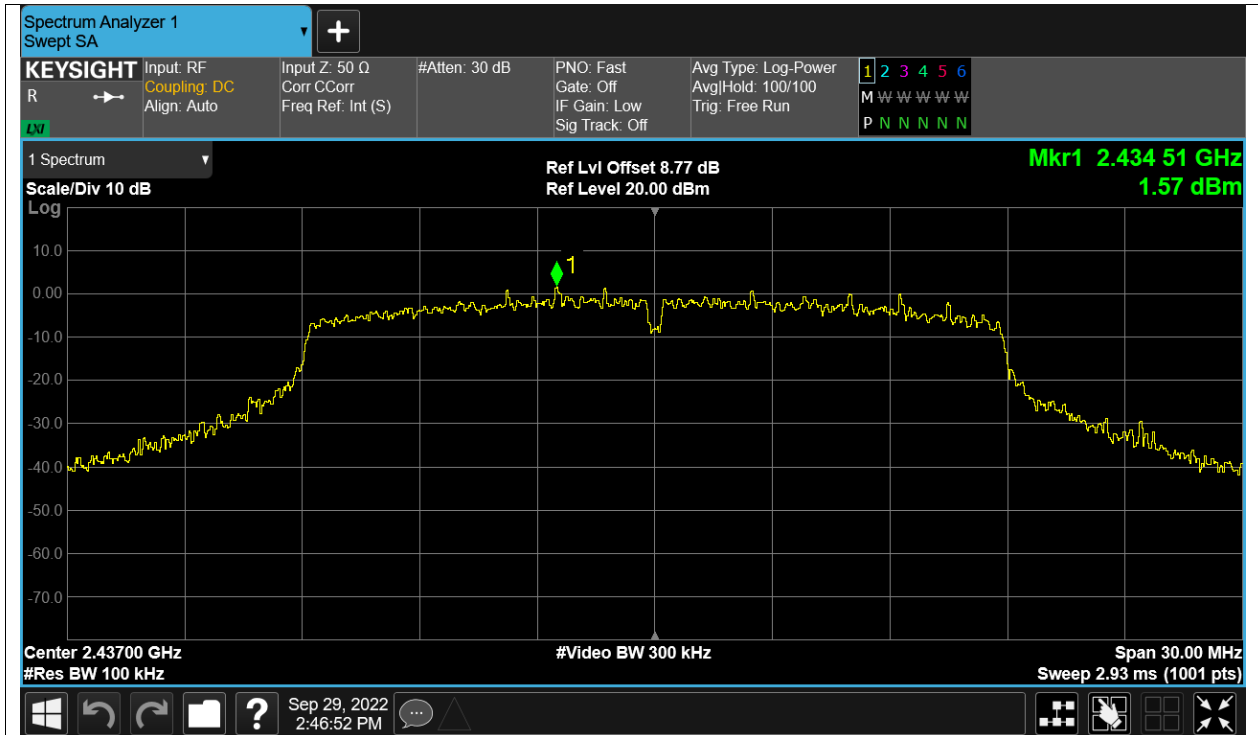 Spectrum Analyzer 1
Swept SA
+
KEYSIGHT
R
LXI
Input: RF
Coupling: DC
Align: Auto
Input Z: 50 Ω
Corr CCorr
Freq Ref: Int (S)
#Atten: 30 dB
PNO: Fast
Gate: Off
IF Gain: Low
Sig Track: Off
Avg Type: Log-Power
Avg|Hold: 100/100
Trig: Free Run
1 2 3 4 5 6
M W W W W W
P N N N N N
1 Spectrum
Scale/Div 10 dB
Log
Ref Lvl Offset 8.77 dB
Ref Level 20.00 dBm
Mkr1 2.434 51 GHz
1.57 dBm
1
10.0
0.00
-10.0
-20.0
-30.0
-40.0
-50.0
-60.0
-70.0
Center 2.43700 GHz
#Res BW 100 kHz
#Video BW 300 kHz
Span 30.00 MHz
Sweep 2.93 ms (1001 pts)
?
Sep 29, 2022
2:46:52 PM